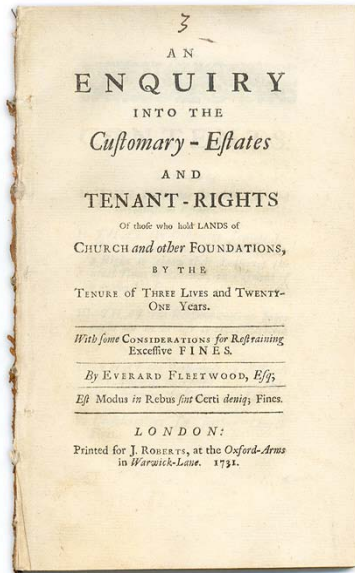 3
AN
ENQUIRY
INTO THE
Cuſtomary-Eſtates
AND
TENANT-RIGHTS
Of thoſe who hold LANDS of
CHURCH and other FOUNDATIONS,
BY THE
TENURE of THREE LIVES and TWENTY-
ONE Years.
With ſome CONSIDERATIONS for Reſtraining
Exceſſive FINES.
By EVERARD FLEETWOOD, Eſq;
Eſt Modus in Rebus ſint Certi deniq; Fines.
LONDON:
Printed for J. ROBERTS, at the Oxford-Arms
in Warwick-Lane. 1731.